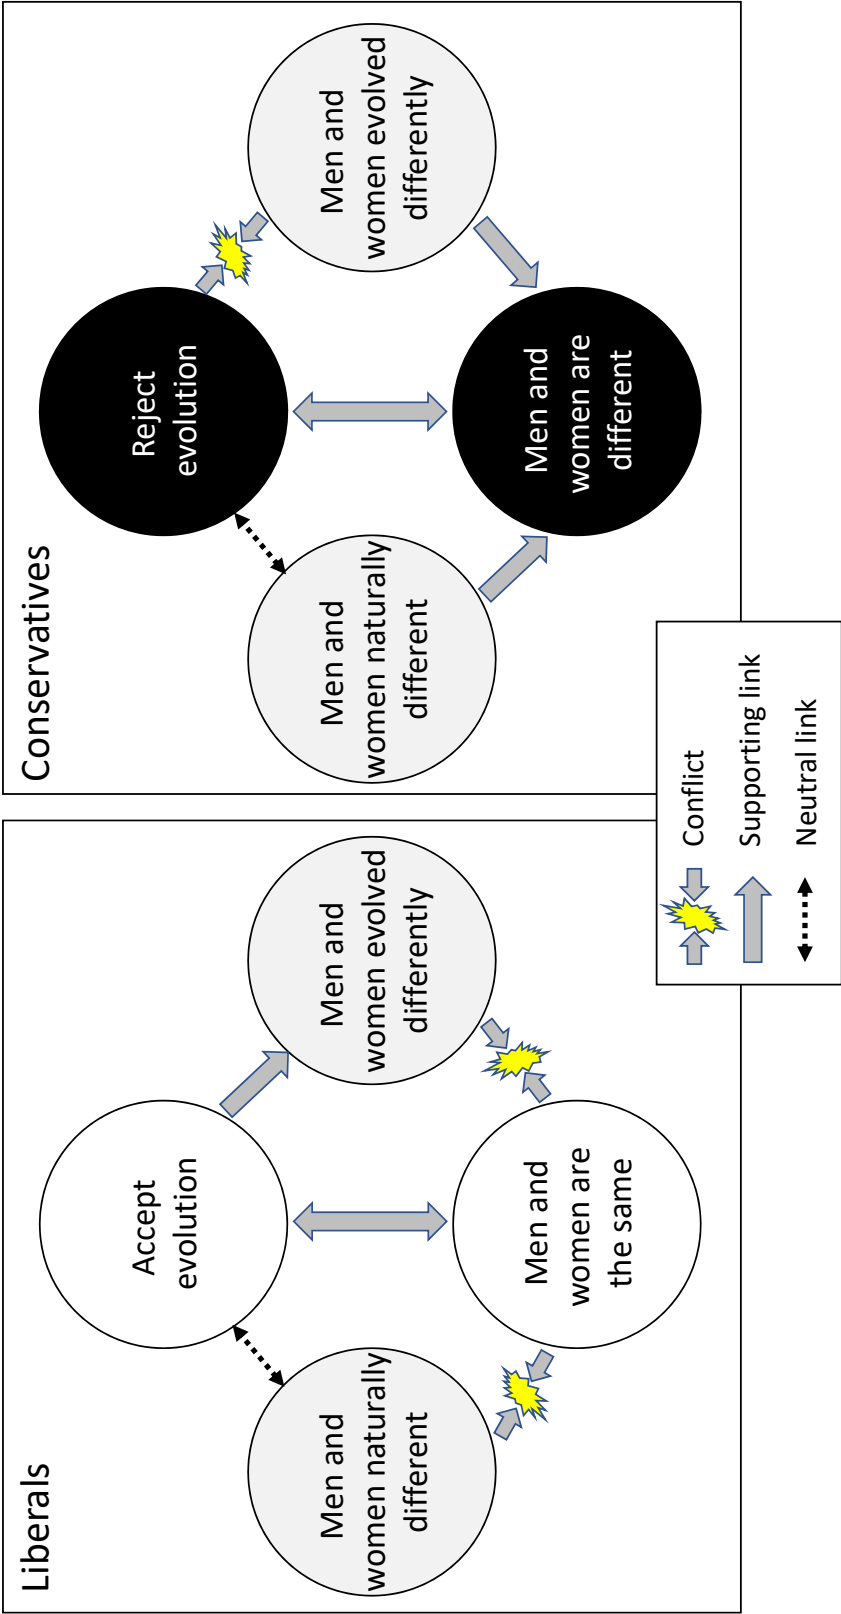 Liberals
Accept
evolution
Men and
women naturally
different
Men and
women evolved
differently
Men and
women are
the same
Conservatives
Reject
evolution
Men and
women naturally
different
Men and
women evolved
differently
Men and
women are
different
Conflict
Supporting link
Neutral link